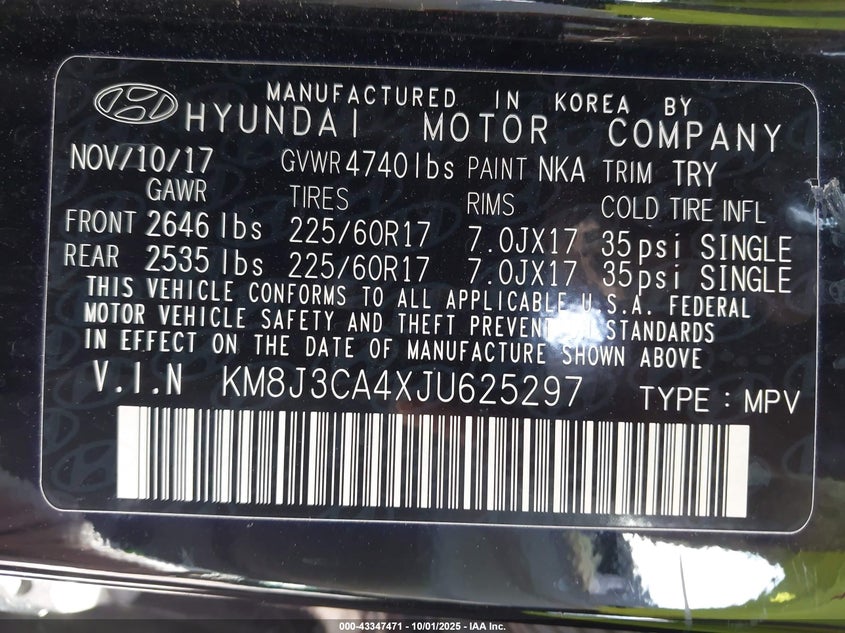 MANUFACTURED IN KOREA BY
HYUNDAI MOTOR COMPANY
NOV/10/17 GVWR 4740lbs PAINT NKA TRIM TRY
GAWR TIRES RIMS COLD TIRE INFL
FRONT 2646lbs 225/60R17 7.0JX17 35psi SINGLE
REAR 2535lbs 225/60R17 7.0JX17 35psi SINGLE
THIS VEHICLE CONFORMS TO ALL APPLICABLE U.S.A. FEDERAL
MOTOR VEHICLE SAFETY AND THEFT PREVENTION STANDARDS
IN EFFECT ON THE DATE OF MANUFACTURE SHOWN ABOVE
V.I.N KM8J3CA4XJU625297 TYPE : MPV
000-43347471 - 10/01/2025 - IAA Inc.